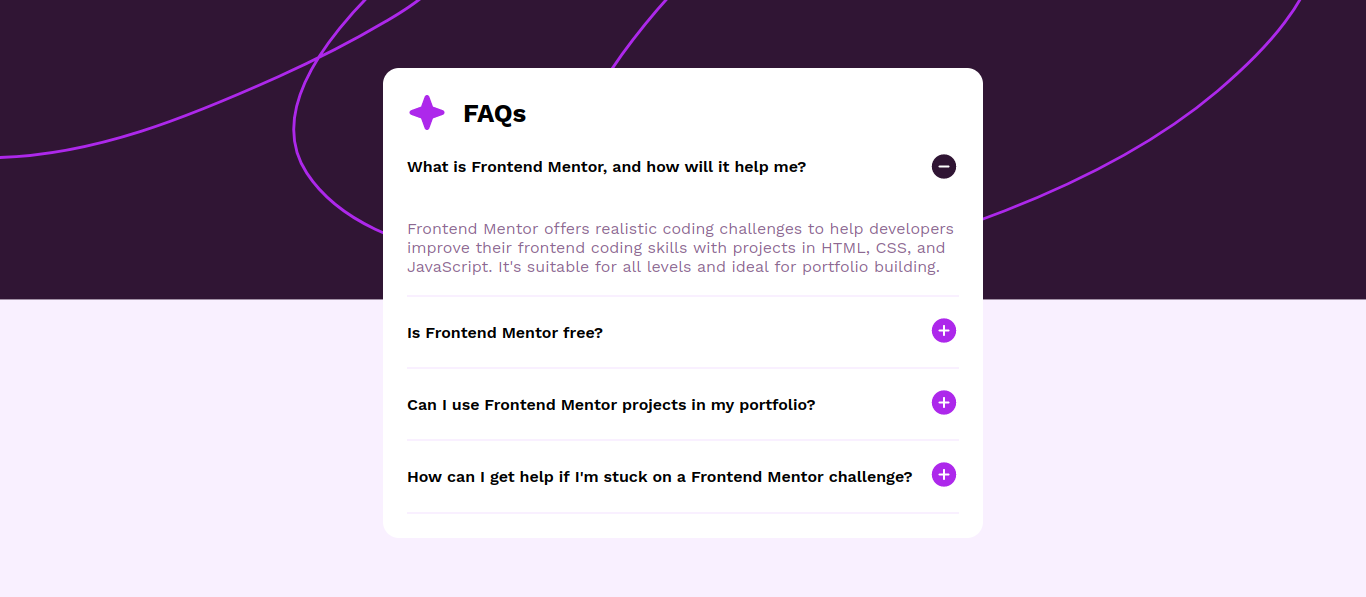 FAQs
What is Frontend Mentor, and how will it help me?
Frontend Mentor offers realistic coding challenges to help developers
improve their frontend coding skills with projects in HTML, CSS, and
JavaScript. It's suitable for all levels and ideal for portfolio building.
Is Frontend Mentor free?
Can I use Frontend Mentor projects in my portfolio?
How can I get help if I'm stuck on a Frontend Mentor challenge?